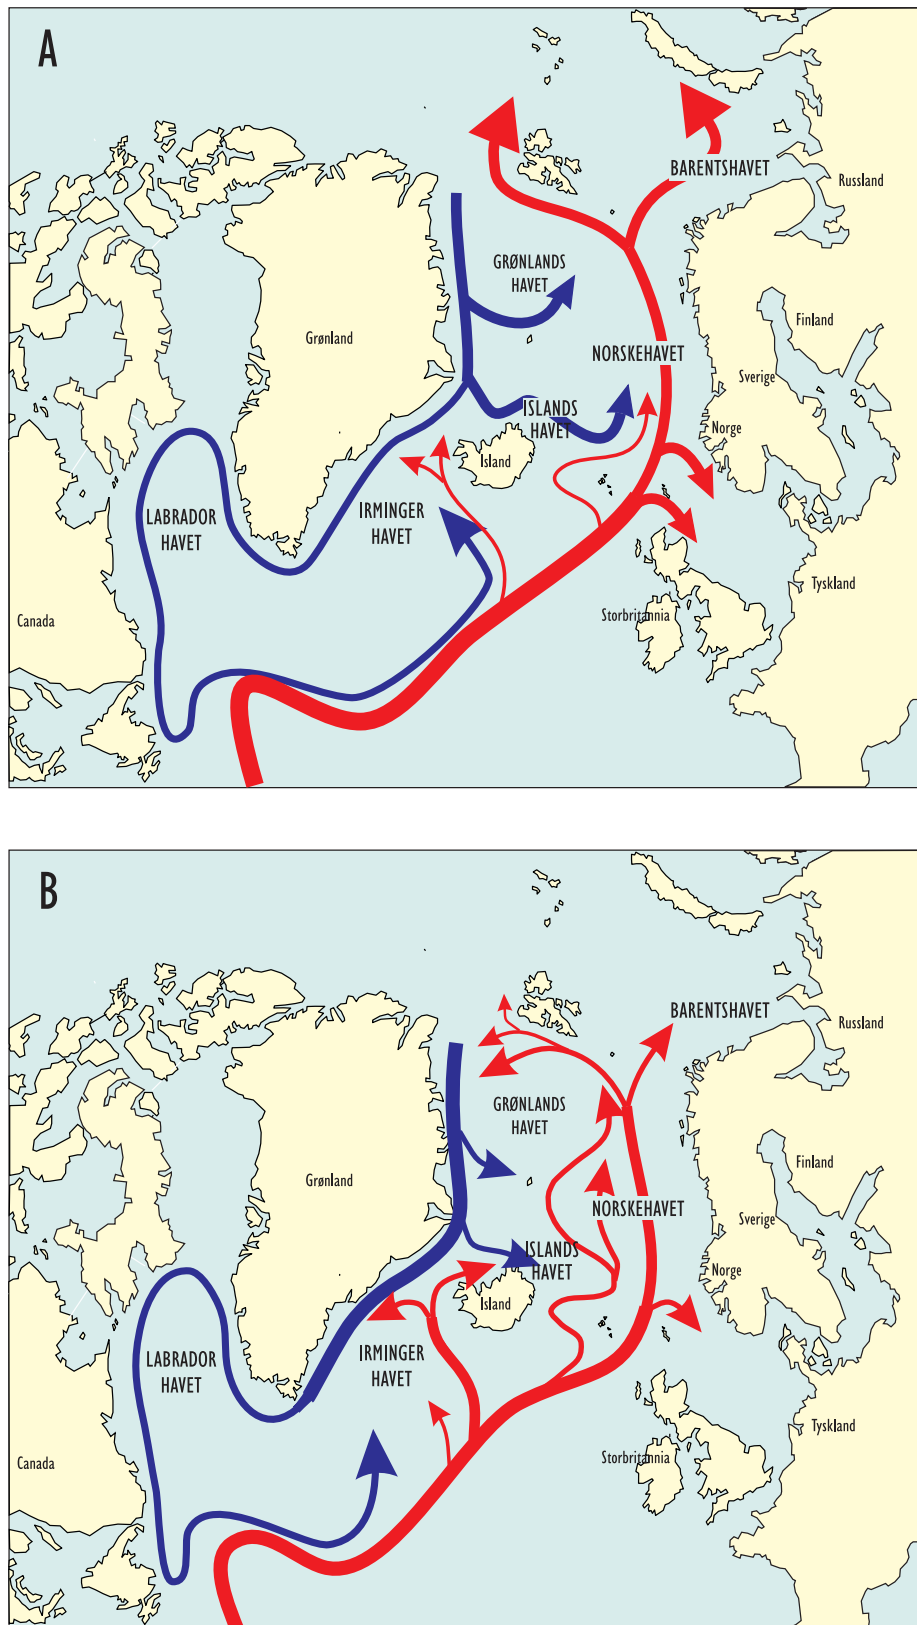 A
BARENTSHAVET
Russland
GRØNLANDS
HAVET
Finland
Grønland
NORSKEHAVET
Sverige
ISLANDS
HAVET
Norge
Island
LABRADOR
HAVET
IRMINGER
HAVET
Tyskland
Canada
Storbritannia
B
BARENTSHAVET
Russland
GRØNLANDS
HAVET
Finland
Grønland
NORSKEHAVET
Sverige
ISLANDS
HAVET
Norge
Island
LABRADOR
HAVET
IRMINGER
HAVET
Tyskland
Canada
Storbritannia